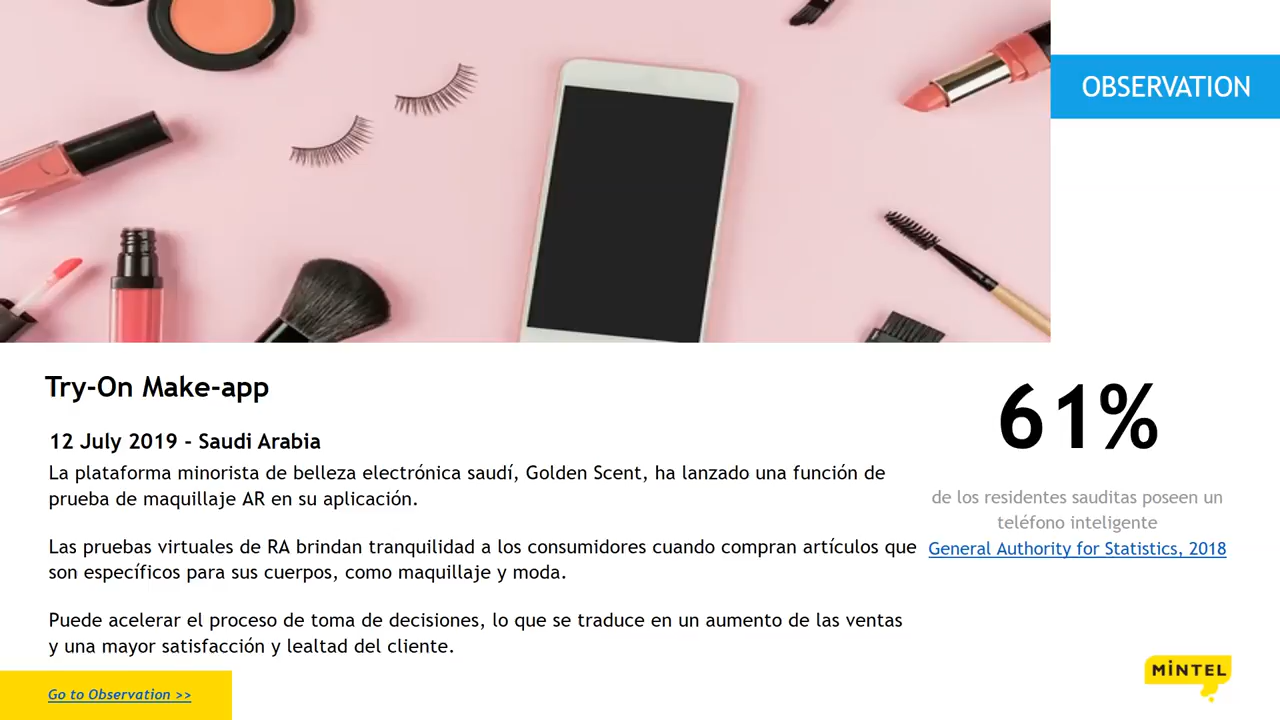 OBSERVATION
Try-On Make-app
12 July 2019 - Saudi Arabia
La plataforma minorista de belleza electrónica saudí, Golden Scent, ha lanzado una función de
prueba de maquillaje AR en su aplicación.
Las pruebas virtuales de RA brindan tranquilidad a los consumidores cuando compran artículos que
son específicos para sus cuerpos, como maquillaje y moda.
Puede acelerar el proceso de toma de decisiones, lo que se traduce en un aumento de las ventas
y una mayor satisfacción y lealtad del cliente.
61%
de los residentes sauditas poseen un
teléfono inteligente
General Authority for Statistics, 2018
Go to Observation >>
MiNTEL